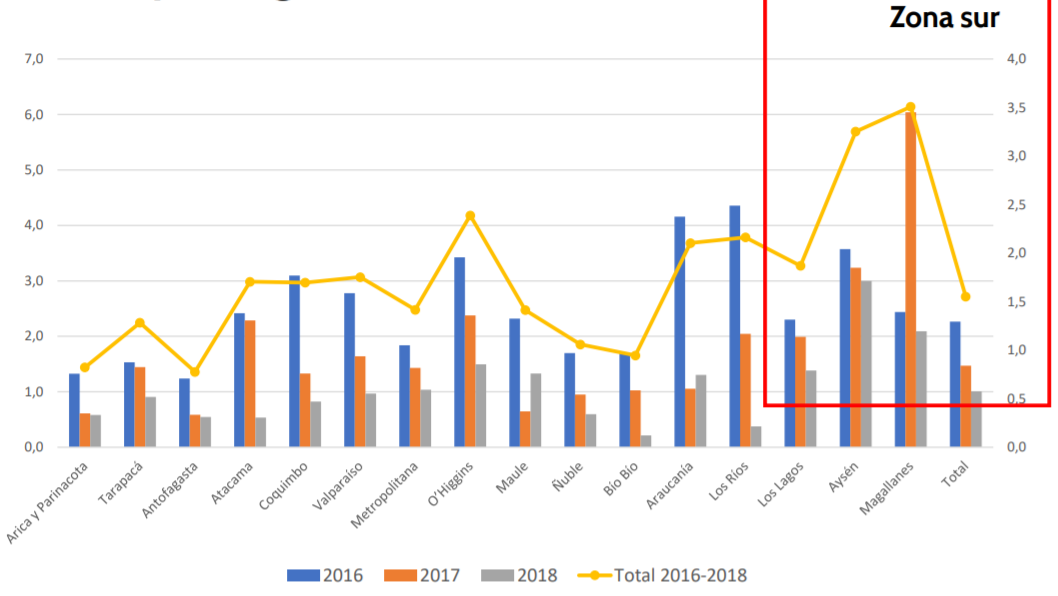 Zona sur
7,0
6,0
5,0
4,0
3,0
2,0
1,0
0,0
4,0
3,5
3,0
2,5
2,0
1,5
1,0
0,5
0,0
Arica y Parinacota
Tarapacá
Antofagasta
Atacama
Coquimbo
Valparaíso
Metropolitana
O'Higgins
Maule
Ñuble
Bío Bío
Araucanía
Los Ríos
Los Lagos
Aysén
Magallanes
Total
2016 2017 2018 Total 2016-2018